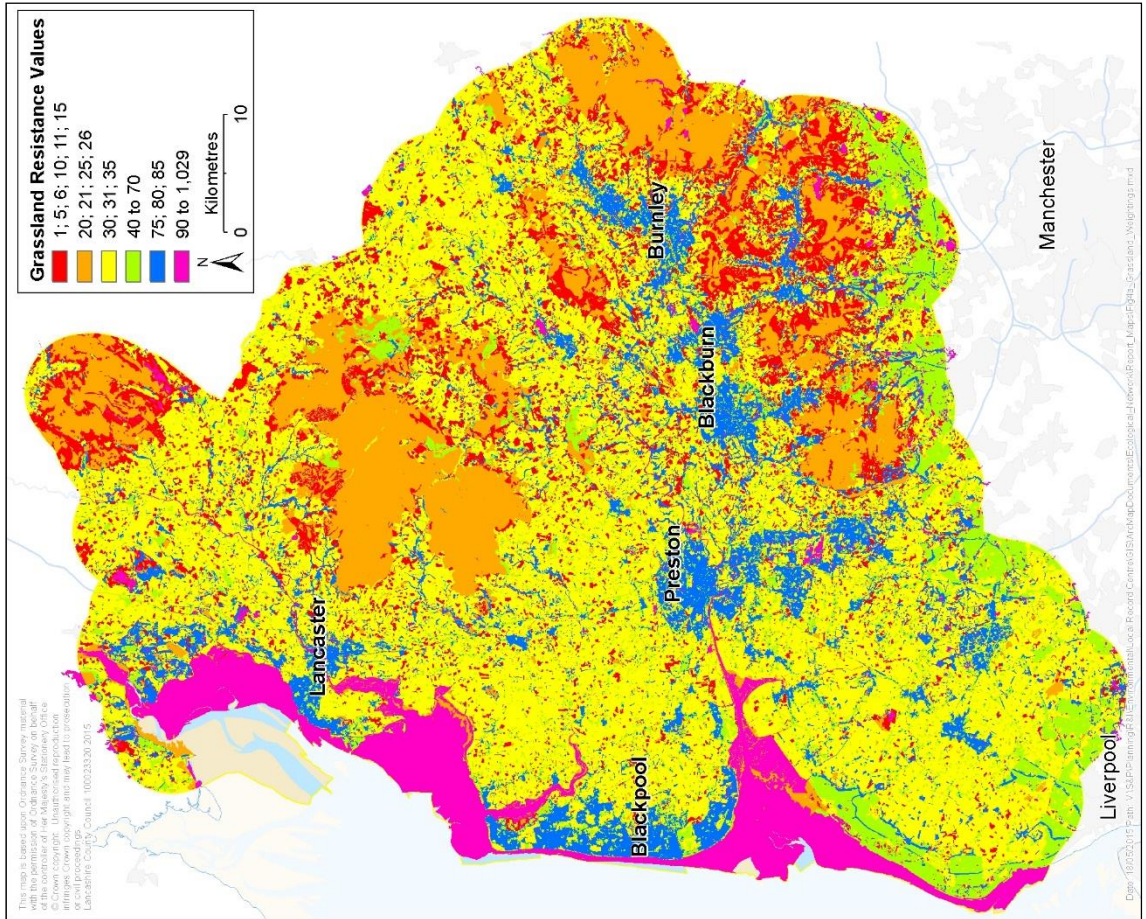 This map is based upon Ordnance Survey material
with the permission of Ordnance Survey on behalf
of the controller of Her Majesty's Stationery Office
© Crown copyright. Unauthorised reproduction
infringes Crown copyright and may lead to prosecution
or civil proceedings
Lancashire County Council 100023320 2015
Grassland Resistance Values
1; 5; 6; 10; 11; 15
20; 21; 25; 26
30; 31; 35
40 to 70
75; 80; 85
90 to 1,029
N
Kilometres
0
10
Lancaster
Blackpool
Preston
Blackburn
Burnley
Liverpool
Manchester